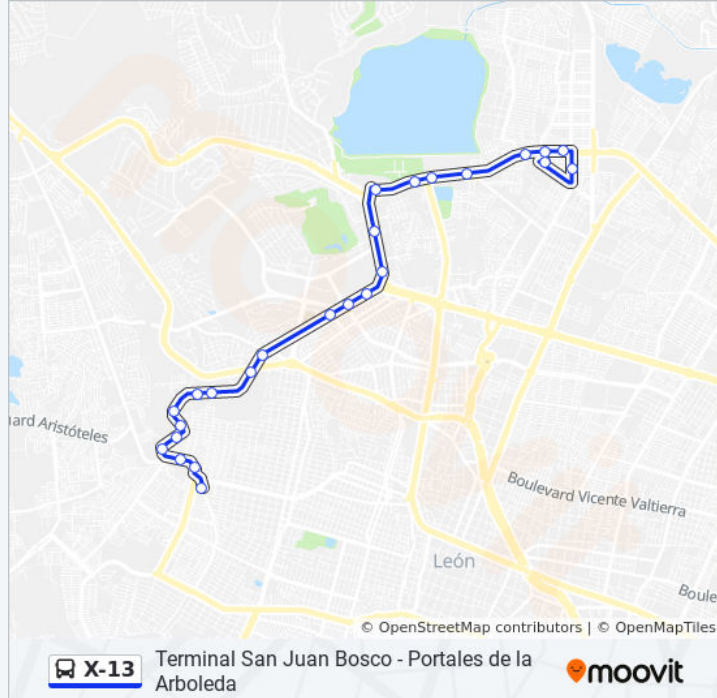 nard Aristóteles
Boulevard Vicente Valtierra
León
Boule
© OpenStreetMap contributors | © OpenMapTiles
X-13
Terminal San Juan Bosco - Portales de la
Arboleda
moovit